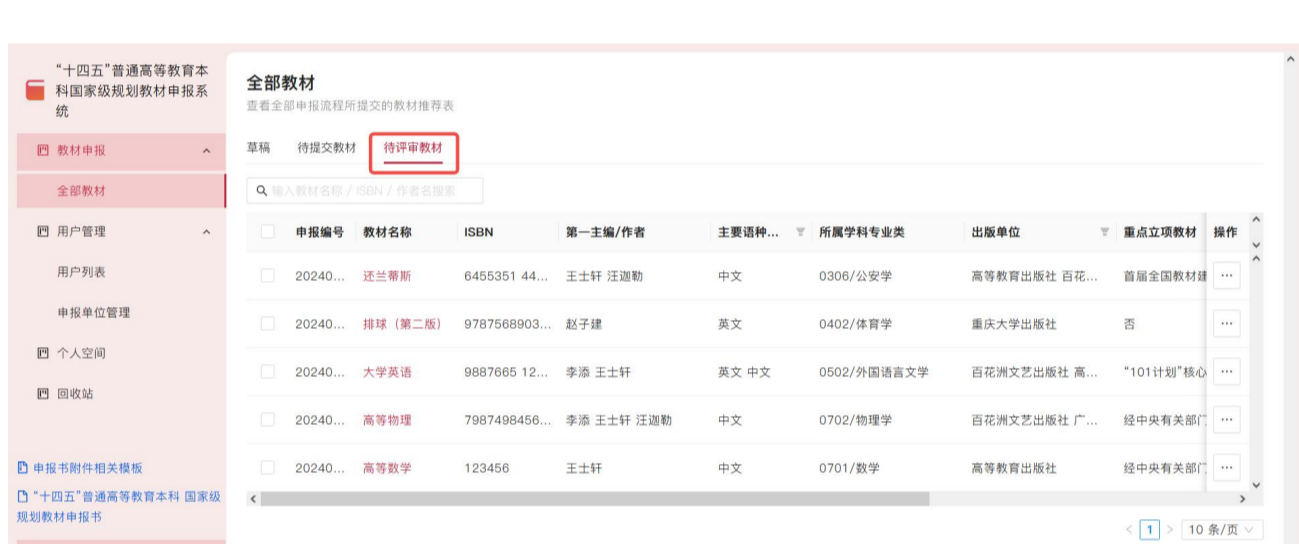 “十四五”普通高等教育本
科国家级规划教材申报系
统
教材申报
全部教材
用户管理
用户列表
申报单位管理
个人空间
回收站
申报书附件相关模板
“十四五”普通高等教育本科 国家级
规划教材申报书
全部教材
查看全部申报流程所提交的教材推荐表
草稿 待提交教材 待评审教材
输入教材名称 / ISBN / 作者名搜索
申报编号 教材名称 ISBN 第一主编/作者 主要语种... 所属学科专业类 出版单位 重点立项教材 操作
20240... 还兰蒂斯 6455351 44... 王士轩 汪迦勒 中文 0306/公安学 高等教育出版社 百花... 首届全国教材建 ...
20240... 排球（第二版） 9787568903... 赵子建 英文 0402/体育学 重庆大学出版社 否 ...
20240... 大学英语 9887665 12... 李添 王士轩 英文 中文 0502/外国语言文学 百花洲文艺出版社 高... “101计划”核心 ...
20240... 高等物理 7987498456... 李添 王士轩 汪迦勒 中文 0702/物理学 百花洲文艺出版社 广... 经中央有关部门 ...
20240... 高等数学 123456 王士轩 中文 0701/数学 高等教育出版社 经中央有关部门 ...
< 1 > 10 条/页